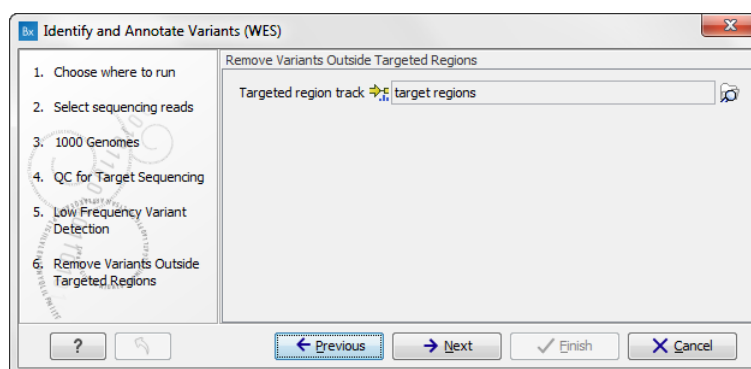 Bx Identify and Annotate Variants (WES)
X
1. Choose where to run
2. Select sequencing reads
3. 1000 Genomes
4. QC for Target Sequencing
5. Low Frequency Variant
Detection
6. Remove Variants Outside
Targeted Regions
Remove Variants Outside Targeted Regions
Targeted region track target regions
? Previous Next Finish Cancel